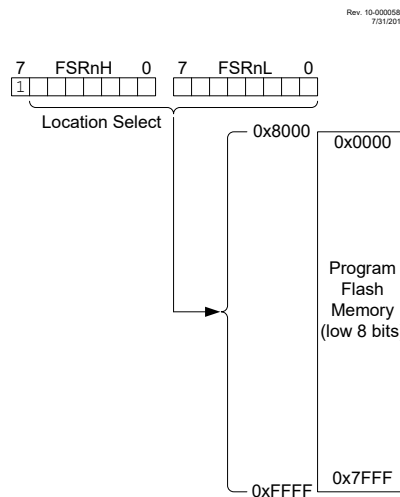 Rev. 10-000058
7/31/201
7 FSRnH 0 7 FSRnL 0
1
Location Select
0x8000
0x0000
Program
Flash
Memory
(low 8 bits
0x7FFF
0xFFFF